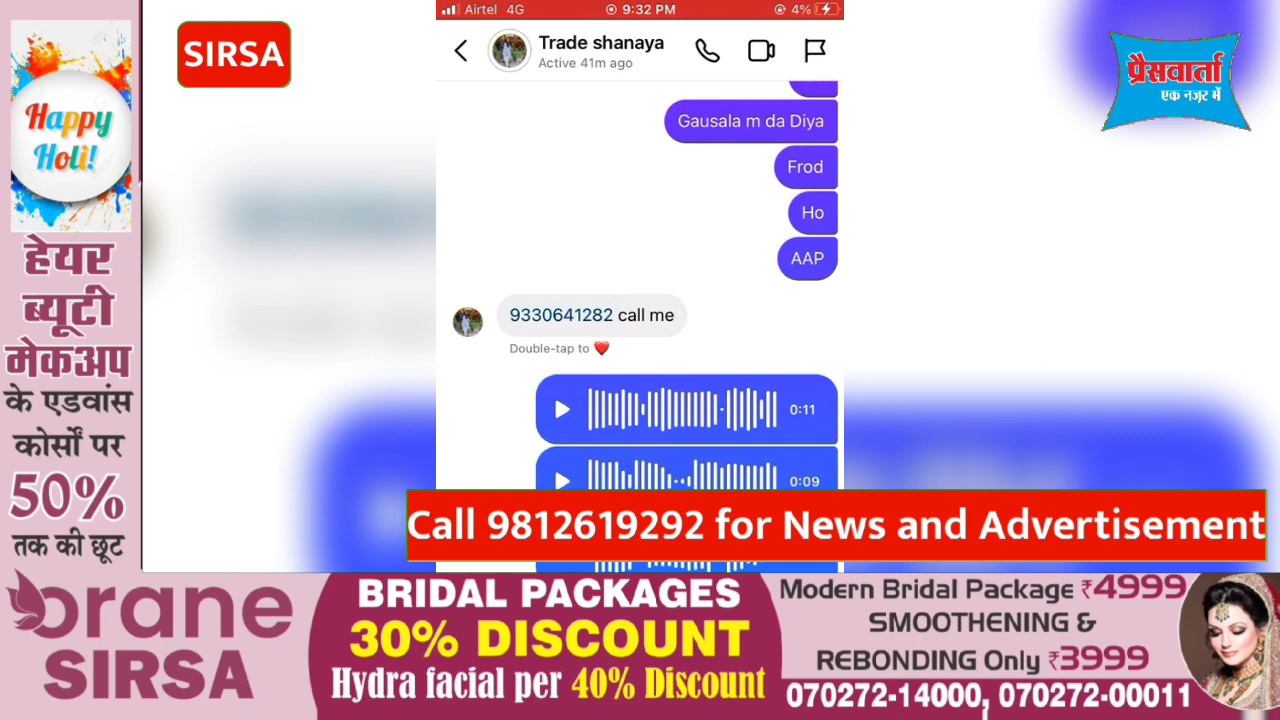 Airtel 4G
9:32 PM
4%
SIRSA
Trade shanaya
Active 41m ago
प्रैसवार्ता
एक नज़र में
Gausala m da Diya
Frod
Ho
AAP
9330641282 call me
Double-tap to ❤️
0:11
0:09
Call 9812619292 for News and Advertisement
Happy
Holi!
हेयर
ब्यूटी
मेकअप
के एडवांस
कोर्सों पर
50%
तक की छूट
orane
SIRSA
BRIDAL PACKAGES
30% DISCOUNT
Hydra facial per 40% Discount
Modern Bridal Package ₹4999
SMOOTHENING &
REBONDING Only ₹3999
070272-14000, 070272-00011